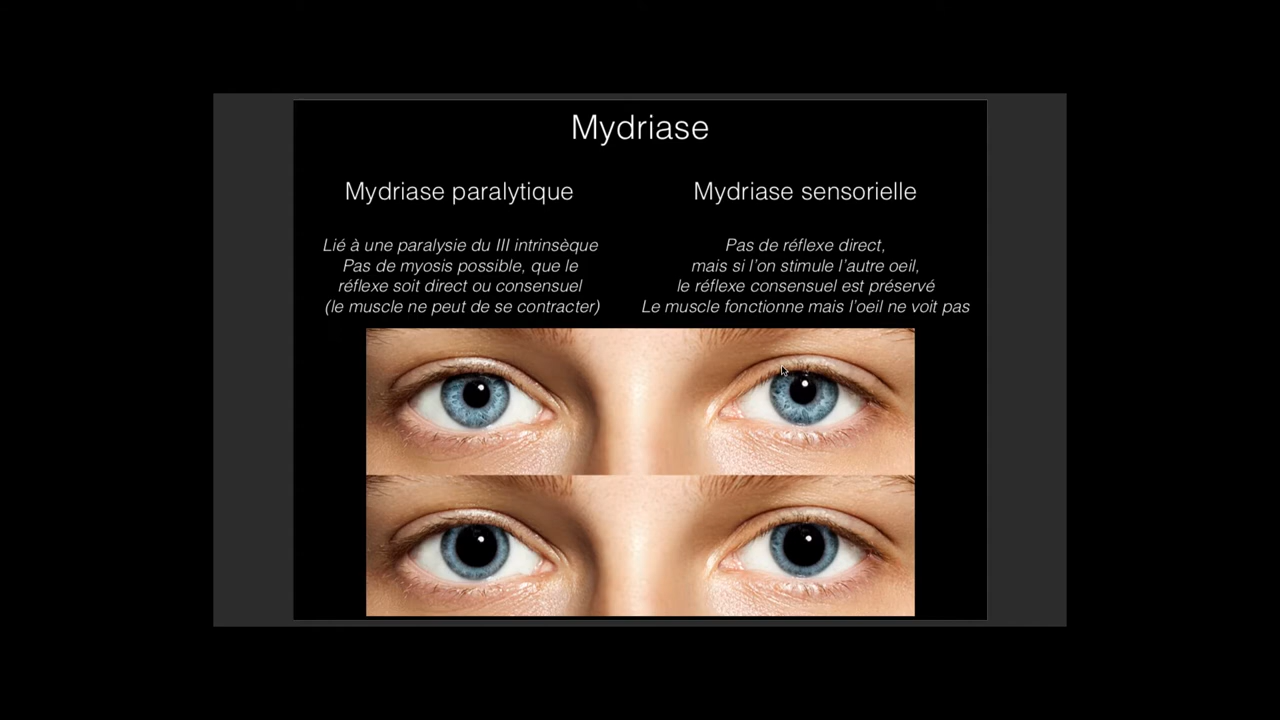 Mydriase
Mydriase paralytique
Lié à une paralysie du III intrinsèque
Pas de myosis possible, que le
réflexe soit direct ou consensuel
(le muscle ne peut de se contracter)
Mydriase sensorielle
Pas de réflexe direct,
mais si l'on stimule l'autre oeil,
le réflexe consensuel est préservé
Le muscle fonctionne mais l'oeil ne voit pas